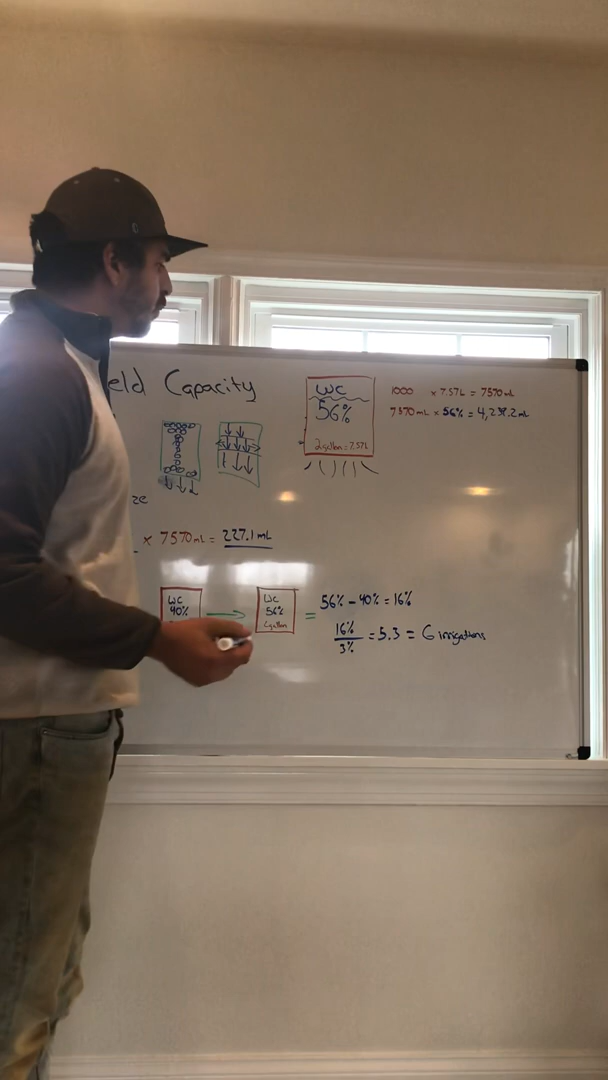 eld Capacity
WC
56%
2 gallon = 7.57L
1000 x 7.57L = 7570 mL
7570 mL x 56% = 4,239.2 mL
ze
x 7570 mL = 227.1 mL
WC
40%
WC
56%
2 gallon
= 56% - 40% = 16%
16%
3%
= 5.3 = 6 irrigations